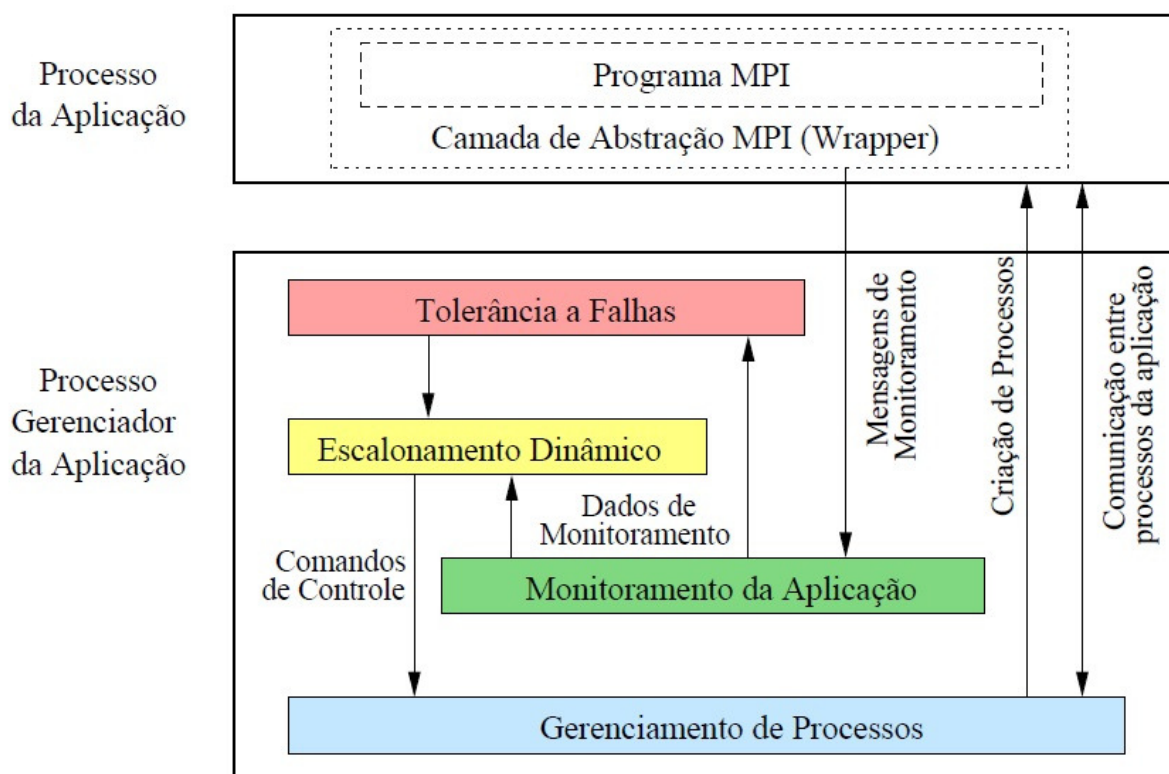 Processo
da Aplicação
Programa MPI
Camada de Abstração MPI (Wrapper)
Processo
Gerenciador
da Aplicação
Tolerância a Falhas
Escalonamento Dinâmico
Dados de
Monitoramento
Comandos
de Controle
Monitoramento da Aplicação
Gerenciamento de Processos
Mensagens de
Monitoramento
Criação de Processos
Comunicação entre
processos da aplicação